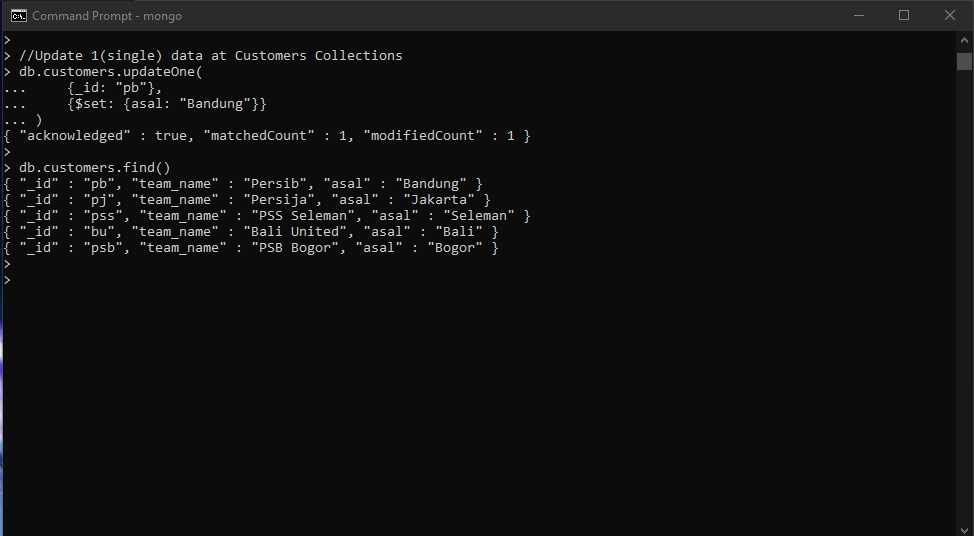 Command Prompt - mongo
>
> //Update 1(single) data at Customers Collections
> db.customers.updateOne(
...     {_id: "pb"},
...     {$set: {asal: "Bandung"}}
... )
{ "acknowledged" : true, "matchedCount" : 1, "modifiedCount" : 1 }
>
> db.customers.find()
{ "_id" : "pb", "team_name" : "Persib", "asal" : "Bandung" }
{ "_id" : "pj", "team_name" : "Persija", "asal" : "Jakarta" }
{ "_id" : "pss", "team_name" : "PSS Seleman", "asal" : "Seleman" }
{ "_id" : "bu", "team_name" : "Bali United", "asal" : "Bali" }
{ "_id" : "psb", "team_name" : "PSB Bogor", "asal" : "Bogor" }
>
>